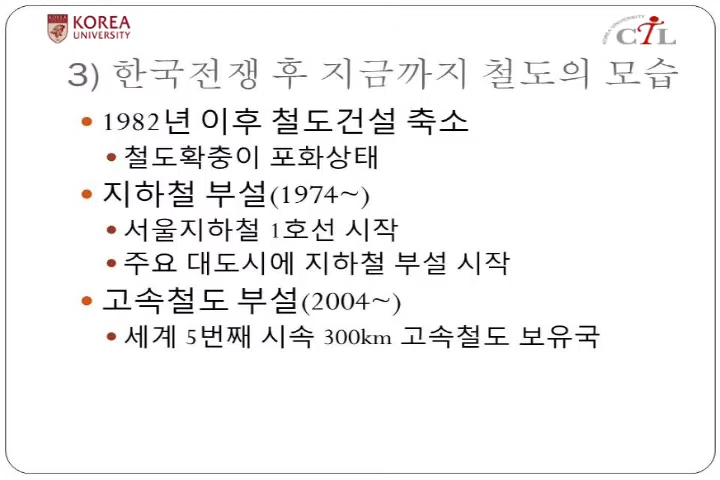 KOREA
UNIVERSITY
KOREA UNIVERSITY
CTL
3) 한국전쟁 후 지금까지 철도의 모습
• 1982년 이후 철도건설 축소
• 철도확충이 포화상태
• 지하철 부설(1974~)
• 서울지하철 1호선 시작
• 주요 대도시에 지하철 부설 시작
• 고속철도 부설(2004~)
• 세계 5번째 시속 300km 고속철도 보유국